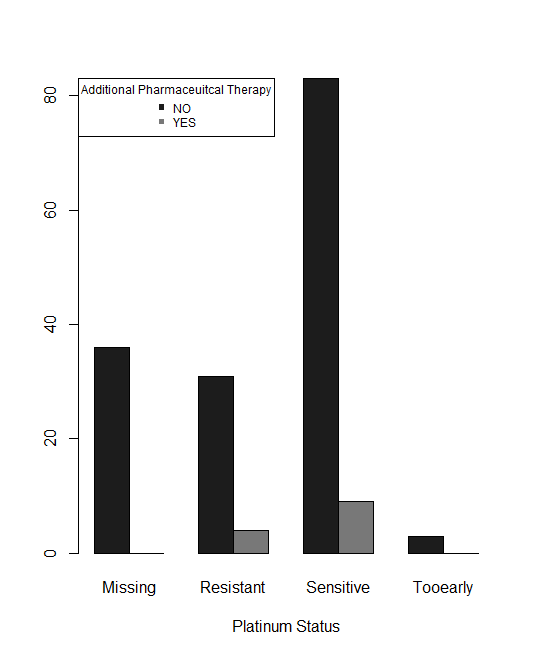 Additional Pharmaceuitcal Therapy
NO
YES
80
60
40
20
0
Missing Resistant Sensitive Tooearly
Platinum Status